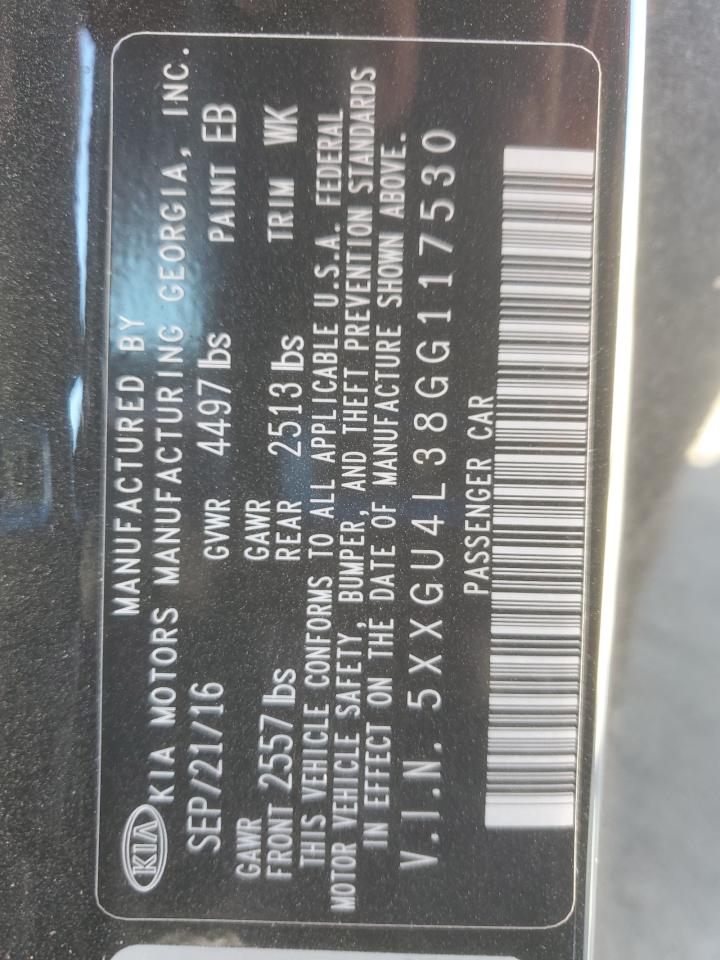 MANUFACTURED BY
KIA KIA MOTORS MANUFACTURING GEORGIA, INC.
SEP/21/16 GVWR 4497 lbs PAINT EB
GAWR FRONT 2557 lbs GAWR REAR 2513 lbs TRIM WK
THIS VEHICLE CONFORMS TO ALL APPLICABLE U.S.A. FEDERAL
MOTOR VEHICLE SAFETY, BUMPER, AND THEFT PREVENTION STANDARDS
IN EFFECT ON THE DATE OF MANUFACTURE SHOWN ABOVE.
V.I.N. 5XXGU4L38GG117530
PASSENGER CAR